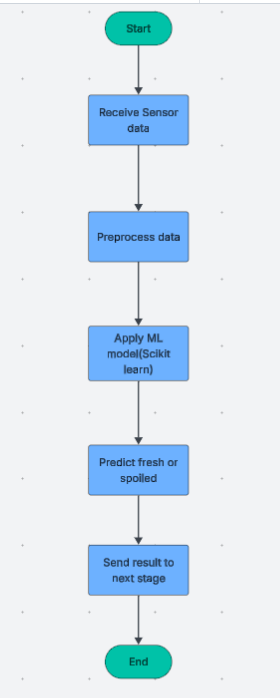 Start
Receive Sensor
data
Preprocess data
Apply ML
model(Scikit
learn)
Predict fresh or
spoiled
Send result to
next stage
End